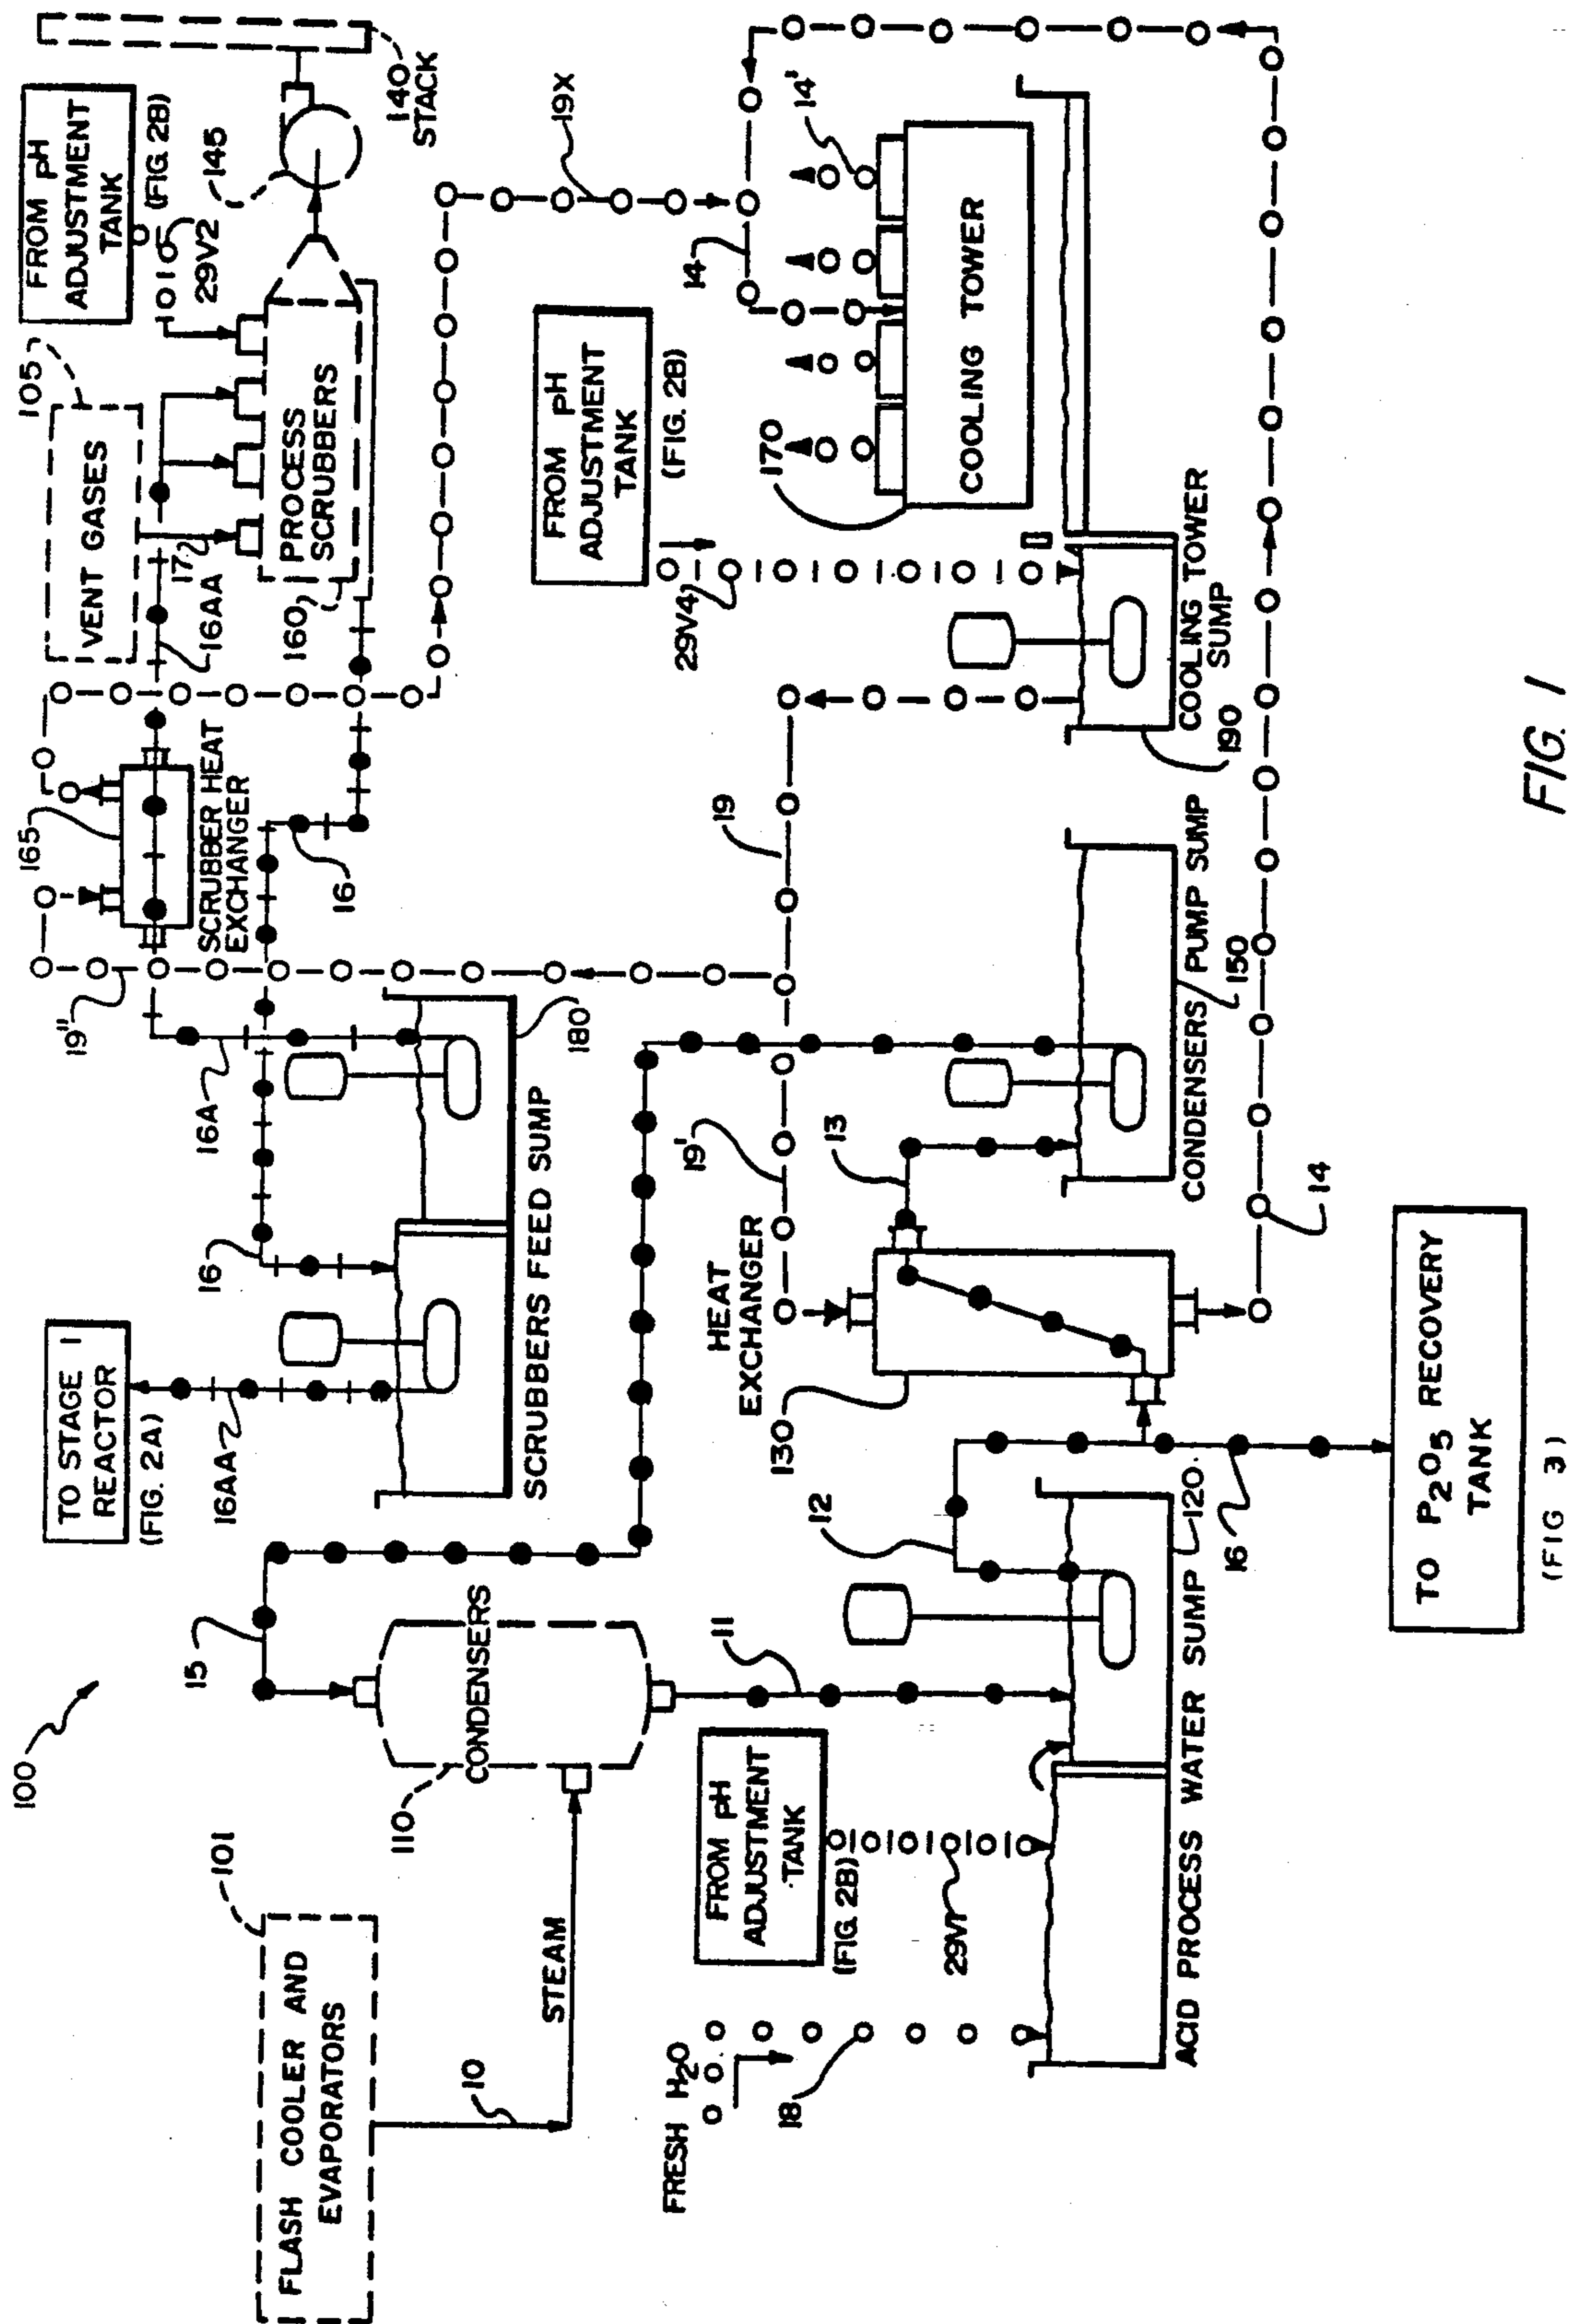 100
101
FLASH COOLER AND
EVAPORATORS
10
STEAM
110
CONDENSERS
15
11
FRESH H2O
18
FROM pH
ADJUSTMENT
TANK
(FIG. 2B)
29V1
ACID PROCESS WATER SUMP
120
12
16
TO P2O5 RECOVERY
TANK
(FIG 3)
TO STAGE 1
REACTOR
(FIG. 2A)
16AA
16
16A
180
SCRUBBERS FEED SUMP
HEAT
EXCHANGER
130
13
19'
14
CONDENSERS PUMP SUMP
150
19
19"
165
SCRUBBER HEAT
EXCHANGER
16
16AA
VENT GASES
105
17
160
PROCESS
SCRUBBERS
FROM pH
ADJUSTMENT
TANK
(FIG. 2B)
29V2
145
140
STACK
19X
FROM pH
ADJUSTMENT
TANK
(FIG. 2B)
29V4
170
14
14'
COOLING TOWER
COOLING TOWER
SUMP
190
FIG. 1